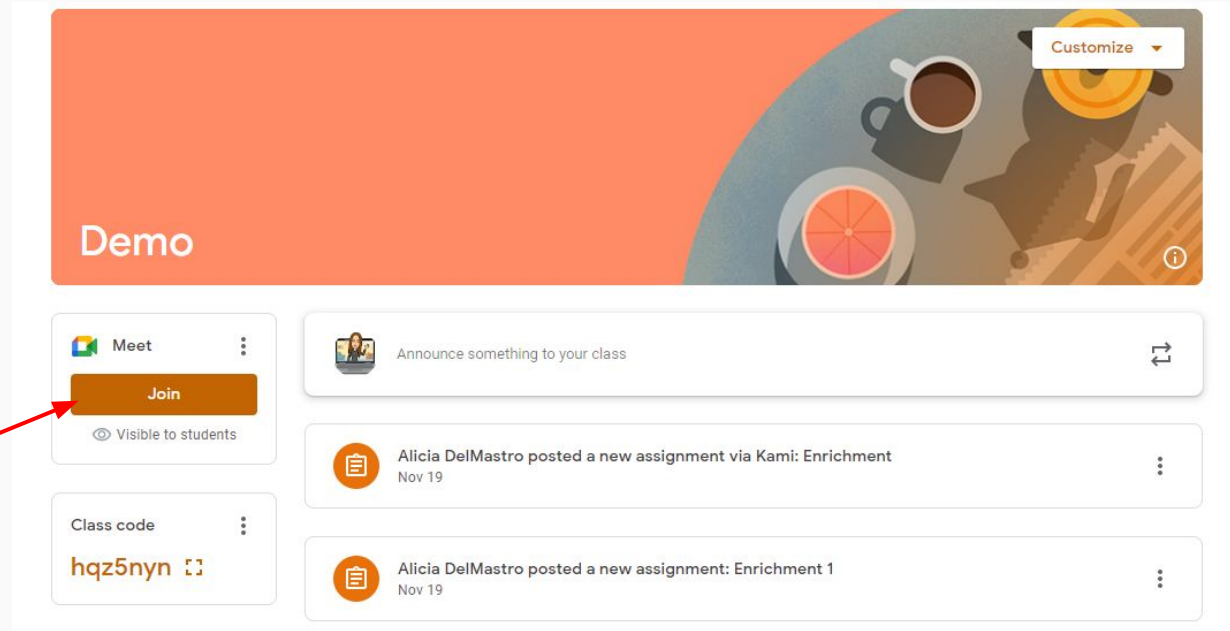 Customize
Demo
Meet
Join
Visible to students
Class code
hqz5nyn
Announce something to your class
Alicia DelMastro posted a new assignment via Kami: Enrichment
Nov 19
Alicia DelMastro posted a new assignment: Enrichment 1
Nov 19